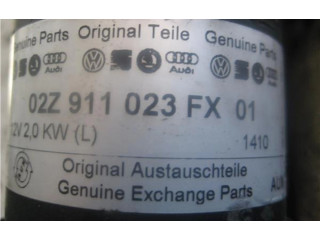 Genuine Parts Original Teile Genuine Parts
Audi Audi
02Z 911 023 FX 01
12V 2,0 KW (L) 1410
Original Austauschteile
Genuine Exchange Parts